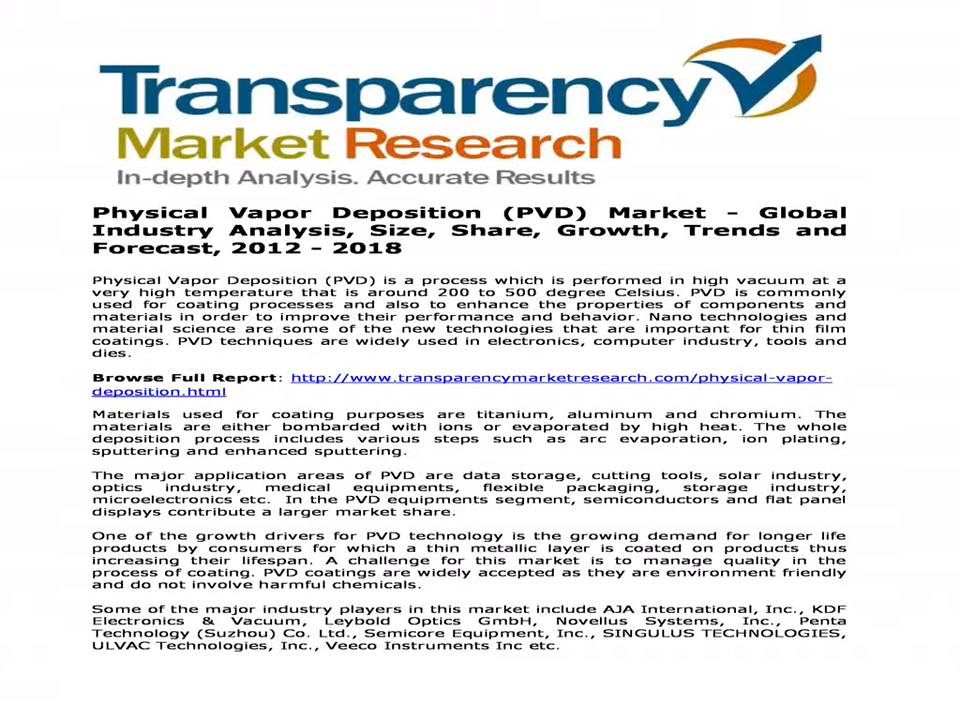 Transparency
Market Research
In-depth Analysis. Accurate Results
Physical Vapor Deposition (PVD) Market – Global
Industry Analysis, Size, Share, Growth, Trends and
Forecast, 2012 – 2018
Physical Vapor Deposition (PVD) is a process which is performed in high vacuum at a
very high temperature that is around 200 to 500 degree Celsius. PVD is commonly
used for coating processes and also to enhance the properties of components and
materials in order to improve their performance and behavior. Nano technologies and
material science are some of the new technologies that are important for thin film
coatings. PVD techniques are widely used in electronics, computer industry, tools and
dies.
Browse Full Report: http://www.transparencymarketresearch.com/physical-vapor-
deposition.html
Materials used for coating purposes are titanium, aluminum and chromium. The
materials are either bombarded with ions or evaporated by high heat. The whole
deposition process includes various steps such as arc evaporation, ion plating,
sputtering and enhanced sputtering.
The major application areas of PVD are data storage, cutting tools, solar industry,
optics industry, medical equipments, flexible packaging, storage industry,
microelectronics etc. In the PVD equipments segment, semiconductors and flat panel
displays contribute a larger market share.
One of the growth drivers for PVD technology is the growing demand for longer life
products by consumers for which a thin metallic layer is coated on products thus
increasing their lifespan. A challenge for this market is to manage quality in the
process of coating. PVD coatings are widely accepted as they are environment friendly
and do not involve harmful chemicals.
Some of the major industry players in this market include AJA International, Inc., KDF
Electronics & Vacuum, Leybold Optics GmbH, Novellus Systems, Inc., Penta
Technology (Suzhou) Co. Ltd., Semicore Equipment, Inc., SINGULUS TECHNOLOGIES,
ULVAC Technologies, Inc., Veeco Instruments Inc etc.